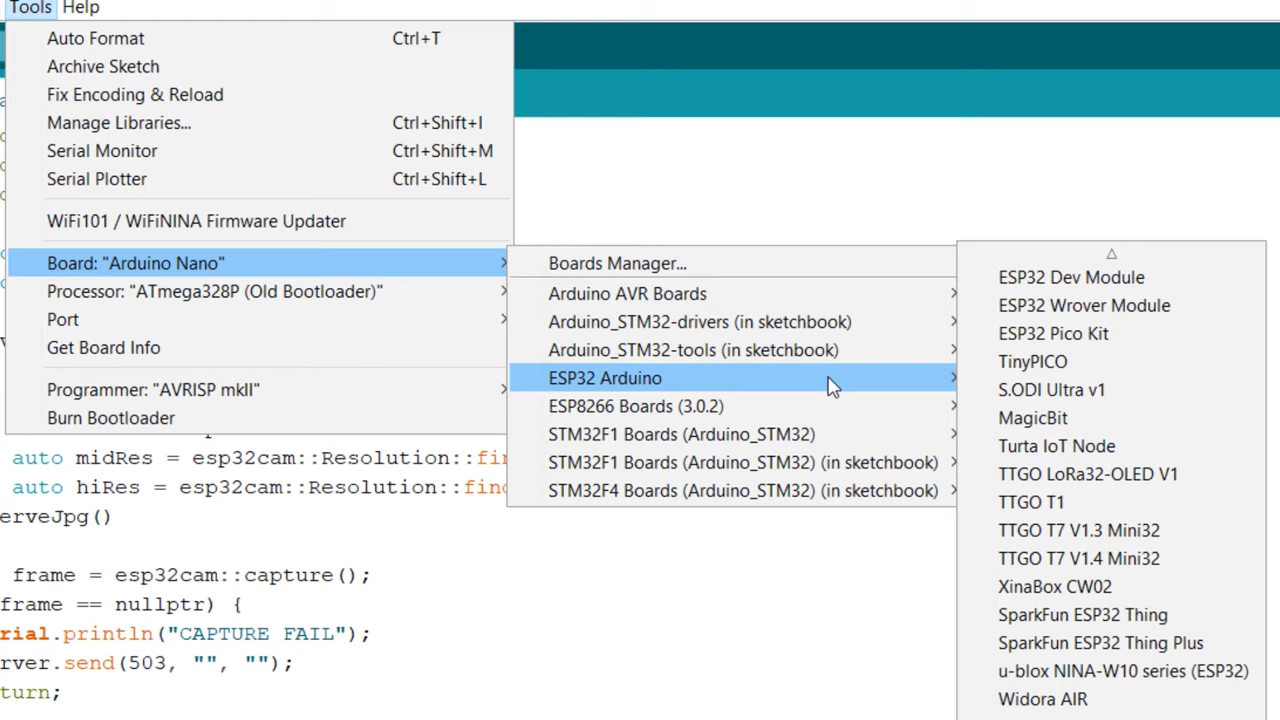 Tools Help
Auto Format Ctrl+T
Archive Sketch
Fix Encoding & Reload
Manage Libraries... Ctrl+Shift+I
Serial Monitor Ctrl+Shift+M
Serial Plotter Ctrl+Shift+L
WiFi101 / WiFiNINA Firmware Updater
Board: "Arduino Nano"
Processor: "ATmega328P (Old Bootloader)"
Port
Get Board Info
Programmer: "AVRISP mkII"
Burn Bootloader
Boards Manager...
Arduino AVR Boards
Arduino_STM32-drivers (in sketchbook)
Arduino_STM32-tools (in sketchbook)
ESP32 Arduino
ESP8266 Boards (3.0.2)
STM32F1 Boards (Arduino_STM32)
STM32F1 Boards (Arduino_STM32) (in sketchbook)
STM32F4 Boards (Arduino_STM32) (in sketchbook)
ESP32 Dev Module
ESP32 Wrover Module
ESP32 Pico Kit
TinyPICO
S.ODI Ultra v1
MagicBit
Turta IoT Node
TTGO LoRa32-OLED V1
TTGO T1
TTGO T7 V1.3 Mini32
TTGO T7 V1.4 Mini32
XinaBox CW02
SparkFun ESP32 Thing
SparkFun ESP32 Thing Plus
u-blox NINA-W10 series (ESP32)
Widora AIR
auto midRes = esp32cam::Resolution::fin
auto hiRes = esp32cam::Resolution::find
erveJpg()
frame = esp32cam::capture();
frame == nullptr) {
rial.println("CAPTURE FAIL");
rver.send(503, "", "");
turn;